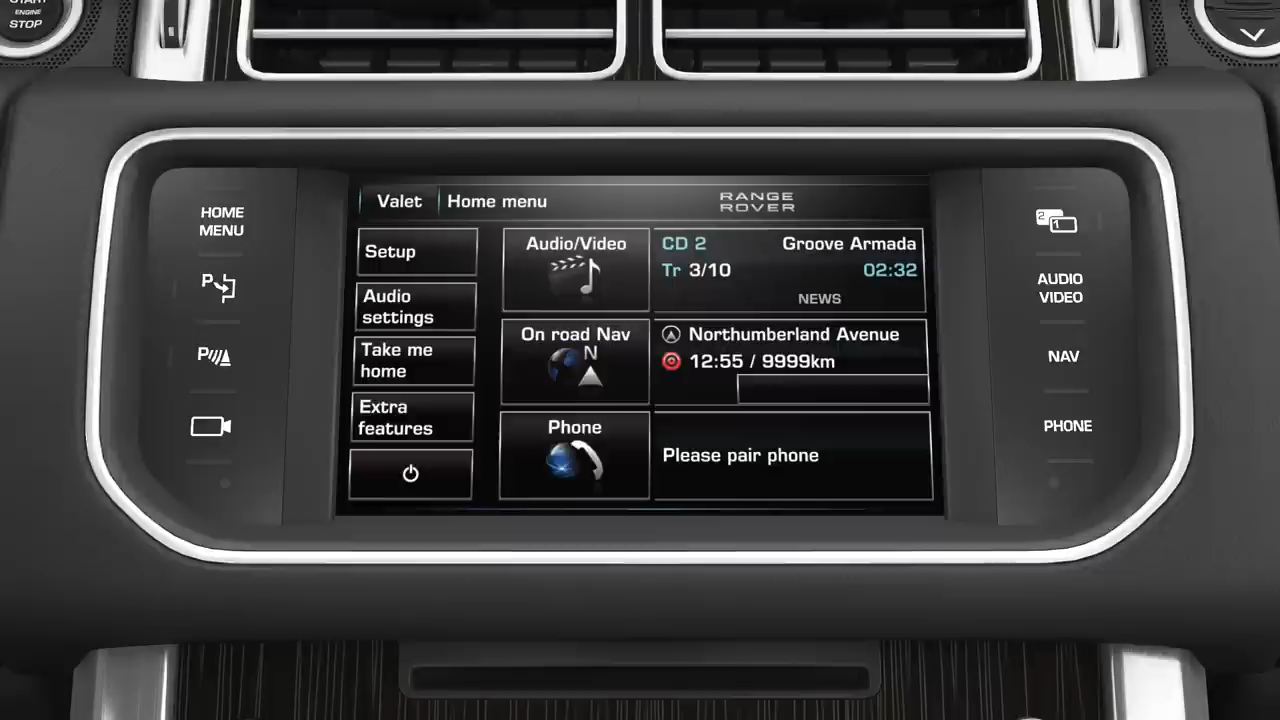 START
ENGINE
STOP
HOME
MENU
P
P
Valet
Home menu
RANGE
ROVER
Setup
Audio
settings
Take me
home
Extra
features
Audio/Video
CD 2
Groove Armada
Tr 3/10
02:32
NEWS
On road Nav
N
Northumberland Avenue
12:55 / 9999km
Phone
Please pair phone
2
1
AUDIO
VIDEO
NAV
PHONE